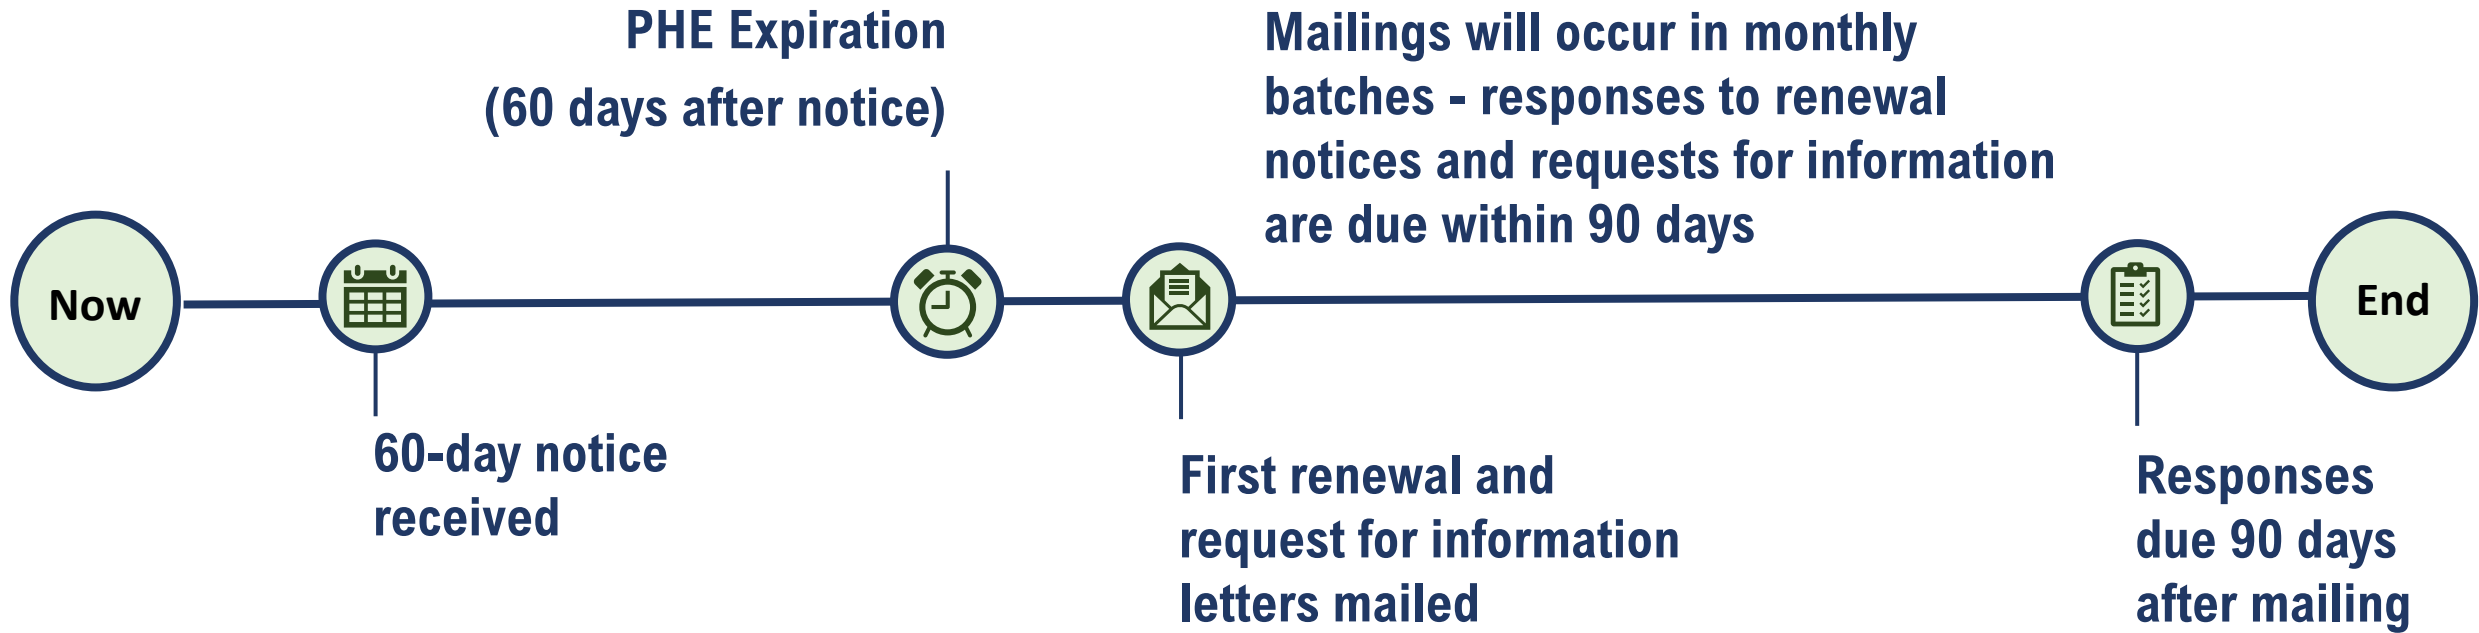 PHE Expiration
(60 days after notice)
Mailings will occur in monthly
batches - responses to renewal
notices and requests for information
are due within 90 days
Now
End
60-day notice
received
First renewal and
request for information
letters mailed
Responses
due 90 days
after mailing